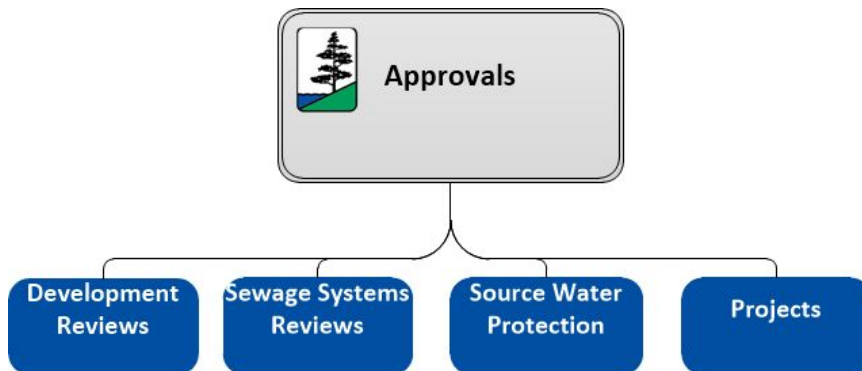 Approvals
Development
Reviews
Sewage Systems
Reviews
Source Water
Protection
Projects